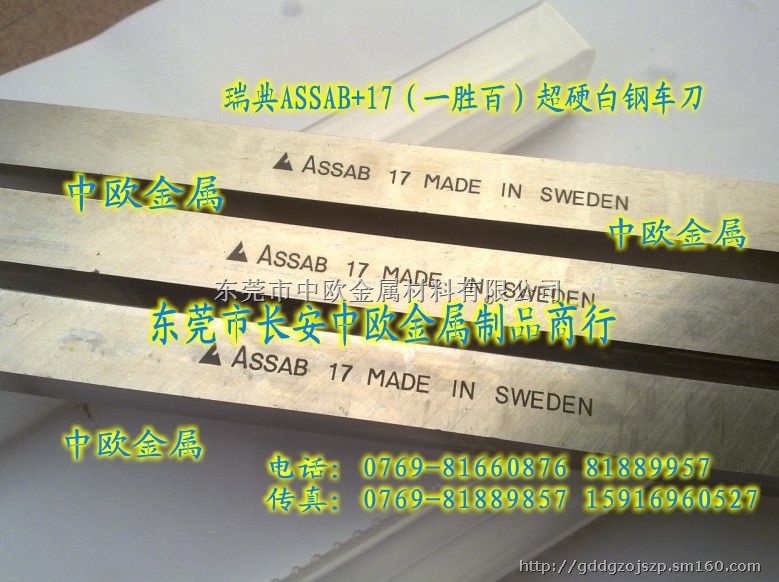 瑞典ASSAB+17（一胜百）超硬白钢车刀
ASSAB 17 MADE IN SWEDEN
中欧金属
中欧金属
ASSAB 17 MADE IN SWEDEN
东莞市中欧金属材料有限公司
东莞市长安中欧金属制品商行
ASSAB 17 MADE IN SWEDEN
中欧金属
电话: 0769-81660876 81889957
传真: 0769-81889857 15916960527
http://gddgzojszp.sm160.com/